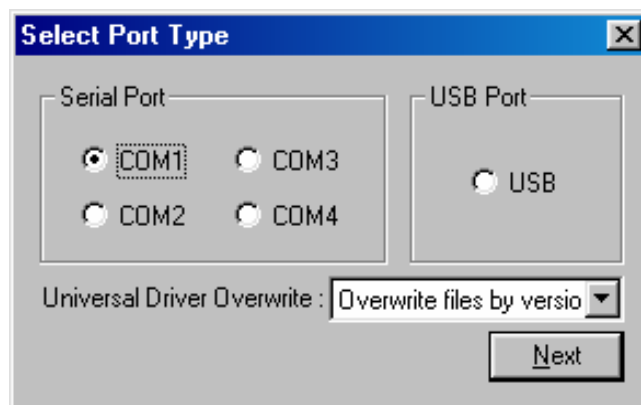 Select Port Type
Serial Port
USB Port
COM1
COM3
USB
COM2
COM4
Universal Driver Overwrite : Overwrite files by versio
Next